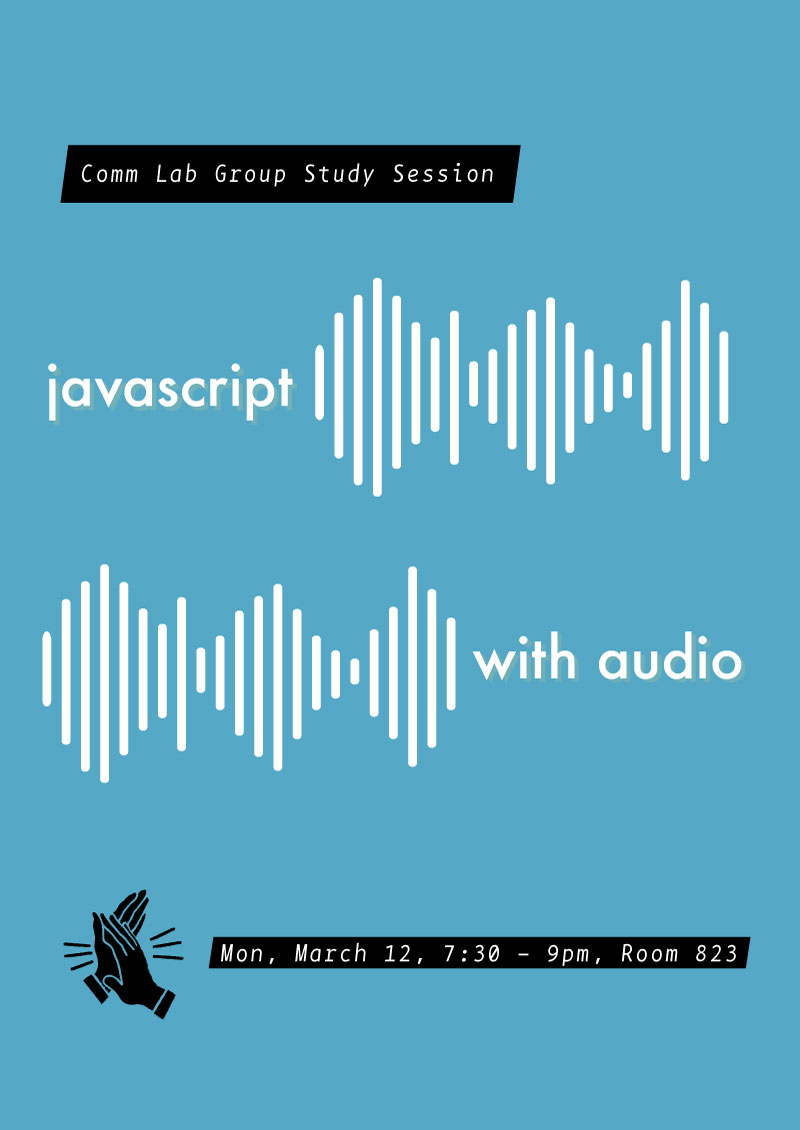 Comm Lab Group Study Session
javascript
with audio
Mon, March 12, 7:30 – 9pm, Room 823